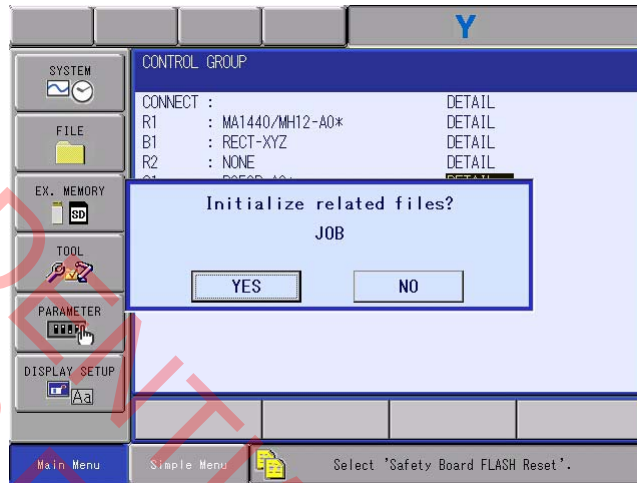 Y
SYSTEM
FILE
EX. MEMORY
SD
TOOL
PARAMETER
DISPLAY SETUP
Aa
CONTROL GROUP
CONNECT : DETAIL
R1 : MA1440/MH12-A0* DETAIL
B1 : RECT-XYZ DETAIL
R2 : NONE DETAIL
Initialize related files?
JOB
YES NO
Main Menu
Simple Menu
Select 'Safety Board FLASH Reset'.